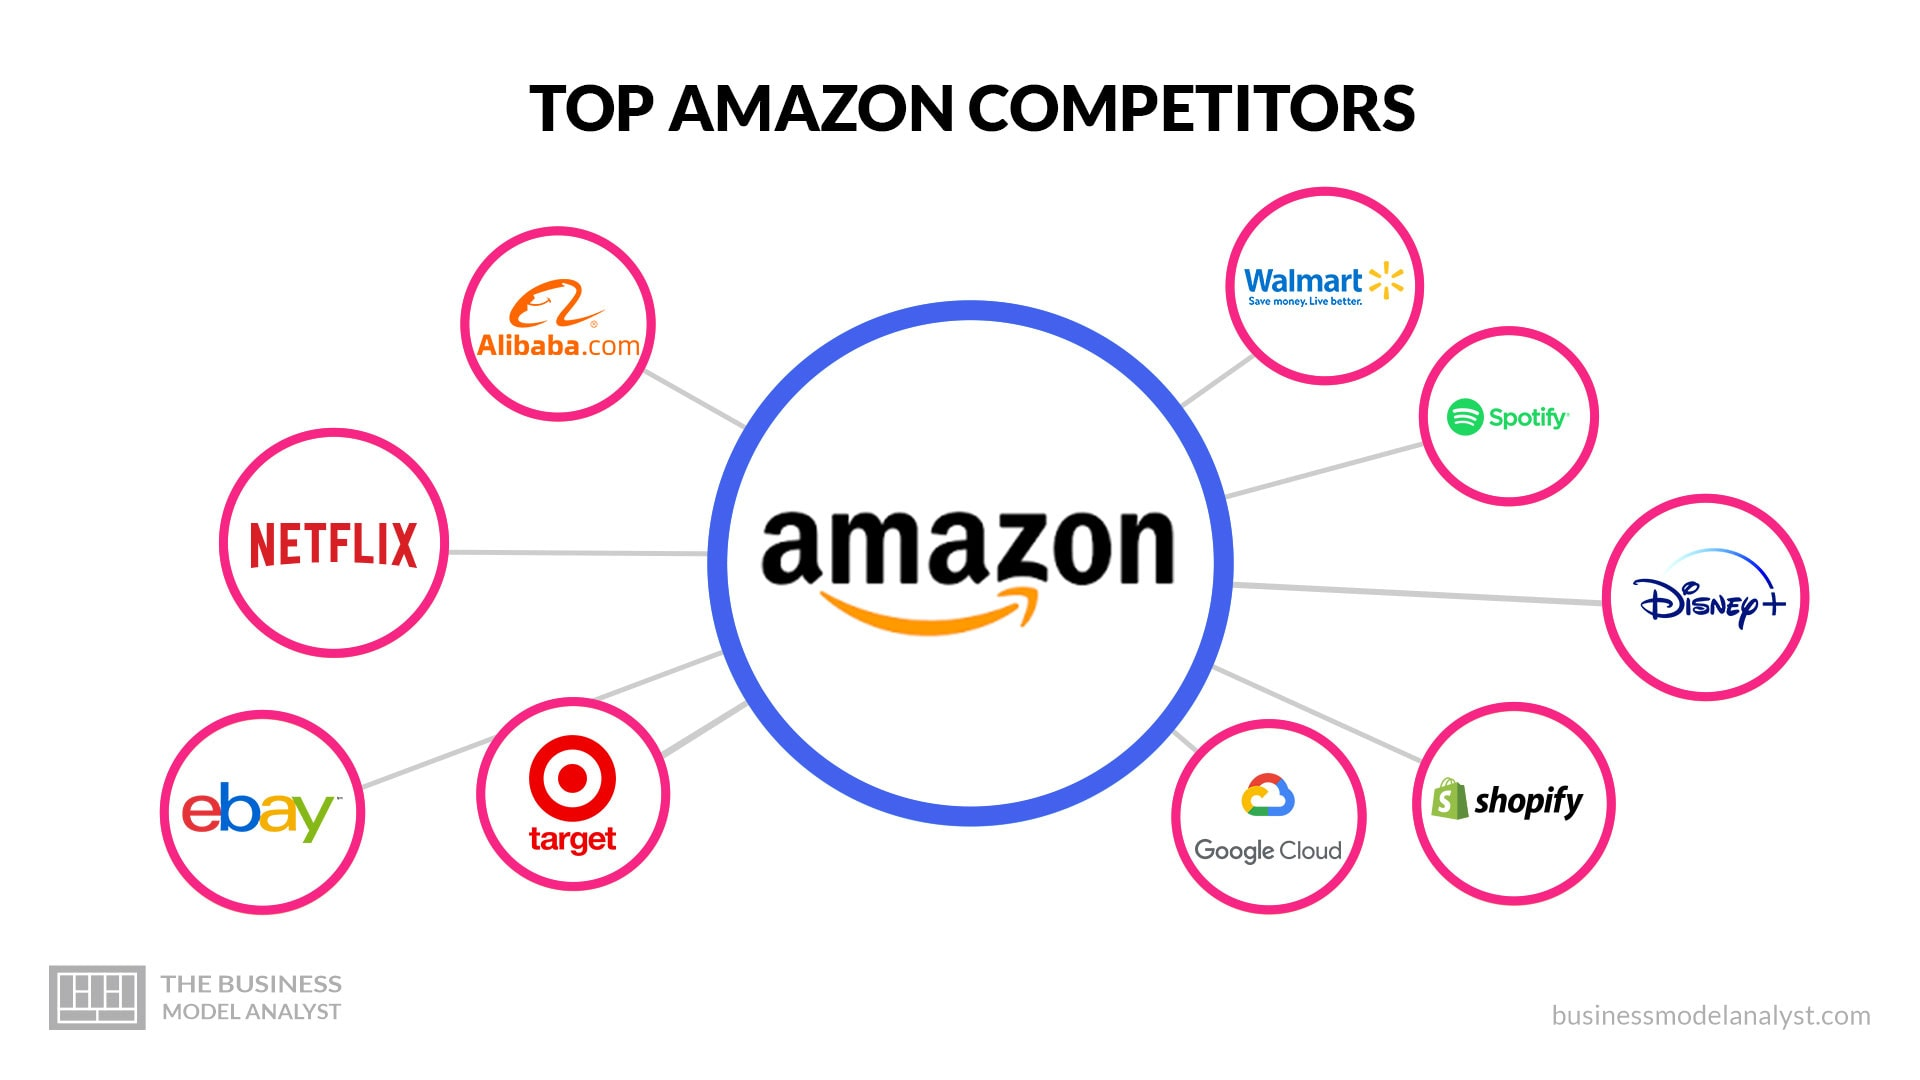 TOP AMAZON COMPETITORS
Alibaba.com
Walmart
Save money. Live better.
Spotify
NETFLIX
amazon
Disney+
ebay
target
Google Cloud
shopify
THE BUSINESS
MODEL ANALYST
businessmodelanalyst.com